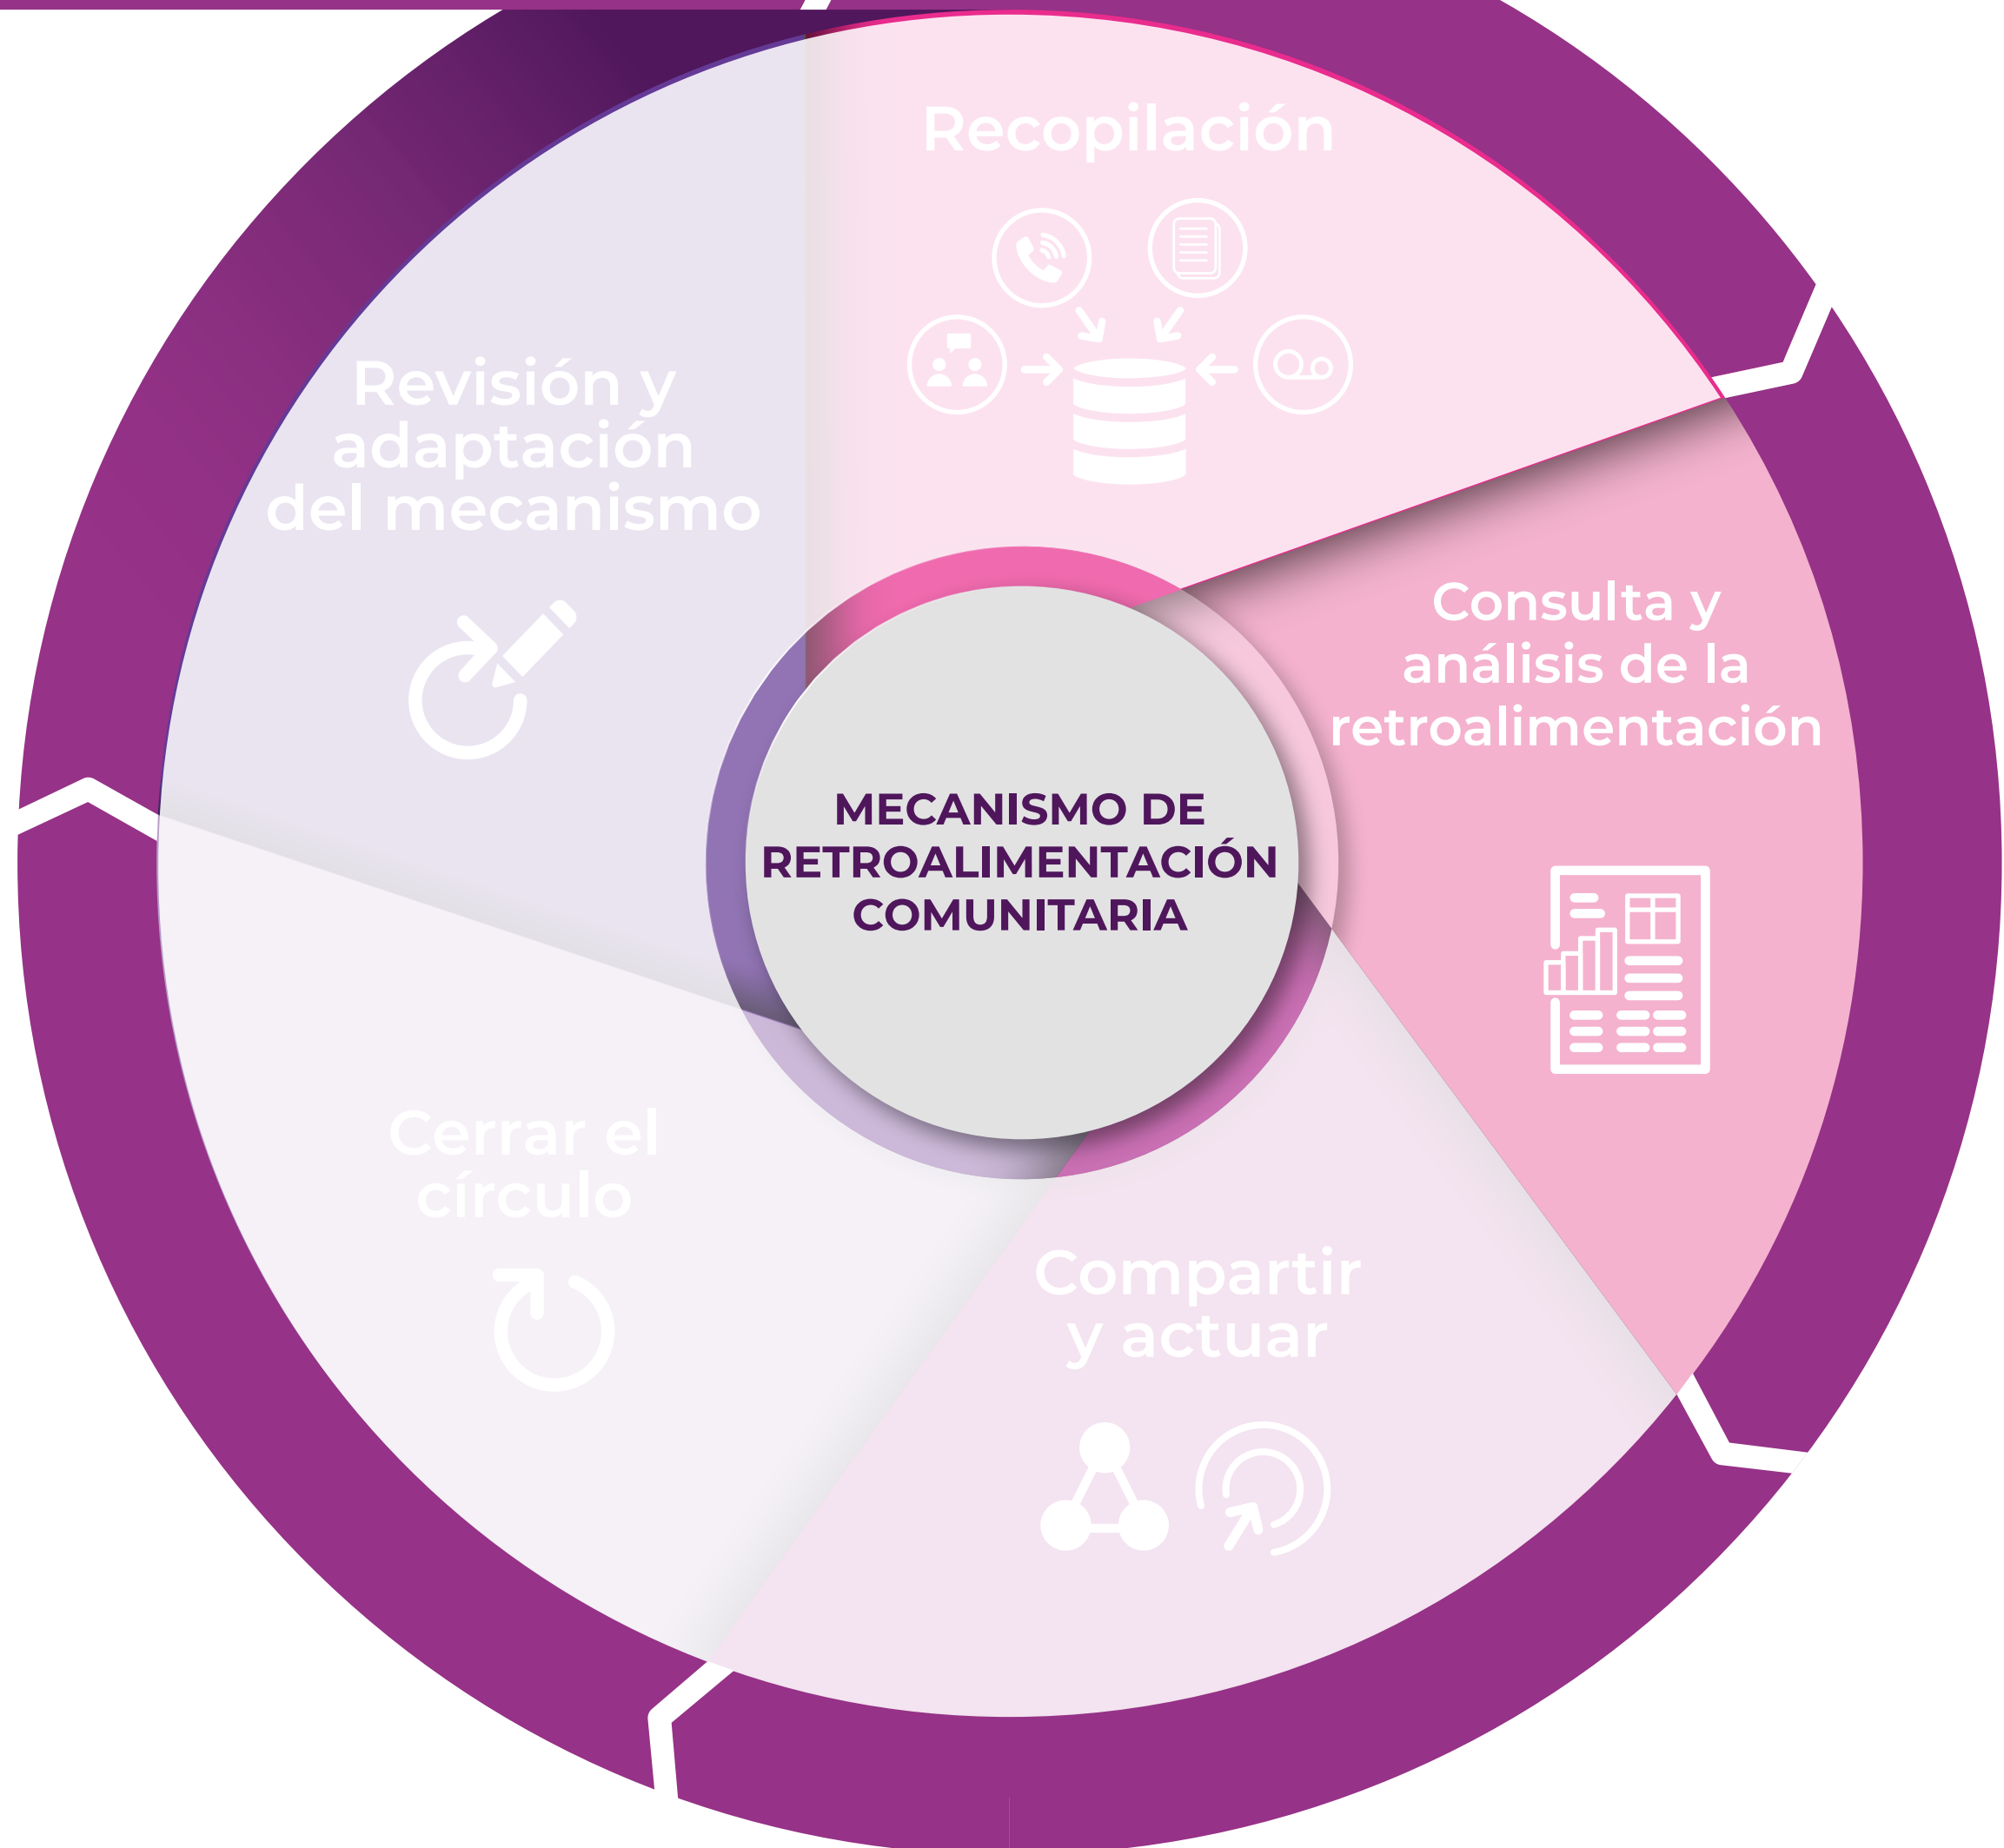 Recopilación
Consulta y
análisis de la
retroalimentación
Compartir
y actuar
Cerrar el
círculo
Revisión y
adaptación
del mecanismo
MECANISMO DE
RETROALIMENTACIÓN
COMUNITARIA